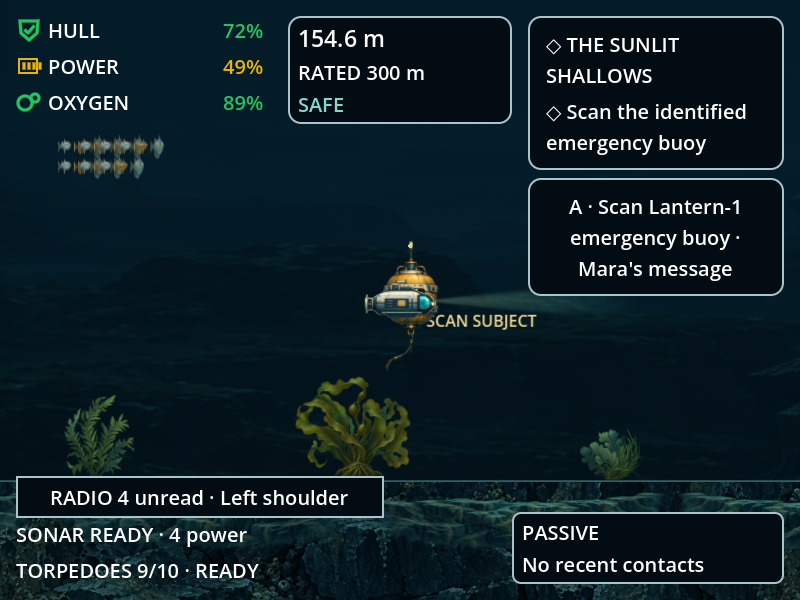 HULL 72%
POWER 49%
OXYGEN 89%
154.6 m
RATED 300 m
SAFE
◇ THE SUNLIT
SHALLOWS
◇ Scan the identified
emergency buoy
A · Scan Lantern-1
emergency buoy ·
Mara's message
SCAN SUBJECT
RADIO 4 unread · Left shoulder
SONAR READY · 4 power
TORPEDOES 9/10 · READY
PASSIVE
No recent contacts